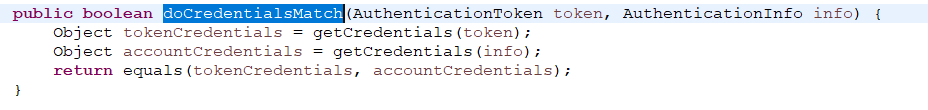 public boolean doCredentialsMatch(AuthenticationToken token, AuthenticationInfo info) {
    Object tokenCredentials = getCredentials(token);
    Object accountCredentials = getCredentials(info);
    return equals(tokenCredentials, accountCredentials);
}